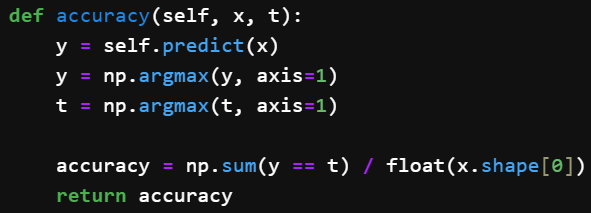 def accuracy(self, x, t):
    y = self.predict(x)
    y = np.argmax(y, axis=1)
    t = np.argmax(t, axis=1)

    accuracy = np.sum(y == t) / float(x.shape[0])
    return accuracy